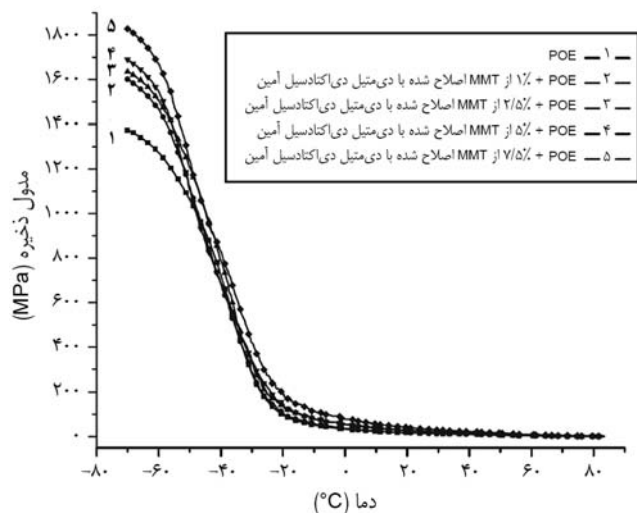 ۱ POE
۲ POE + ۱٪ از MMT اصلاح شده با دی‌متیل دی‌اکتادسیل آمین
۳ POE + ۲/۵٪ از MMT اصلاح شده با دی‌متیل دی‌اکتادسیل آمین
۴ POE + ۵٪ از MMT اصلاح شده با دی‌متیل دی‌اکتادسیل آمین
۵ POE + ۷/۵٪ از MMT اصلاح شده با دی‌متیل دی‌اکتادسیل آمین
۵
۴
۳
۲
۱
مدول ذخیره (MPa)
۱۸۰۰
۱۶۰۰
۱۴۰۰
۱۲۰۰
۱۰۰۰
۸۰۰
۶۰۰
۴۰۰
۲۰۰
۰
−۸۰ −۶۰ −۴۰ −۲۰ ۰ ۲۰ ۴۰ ۶۰ ۸۰
دما (°C)